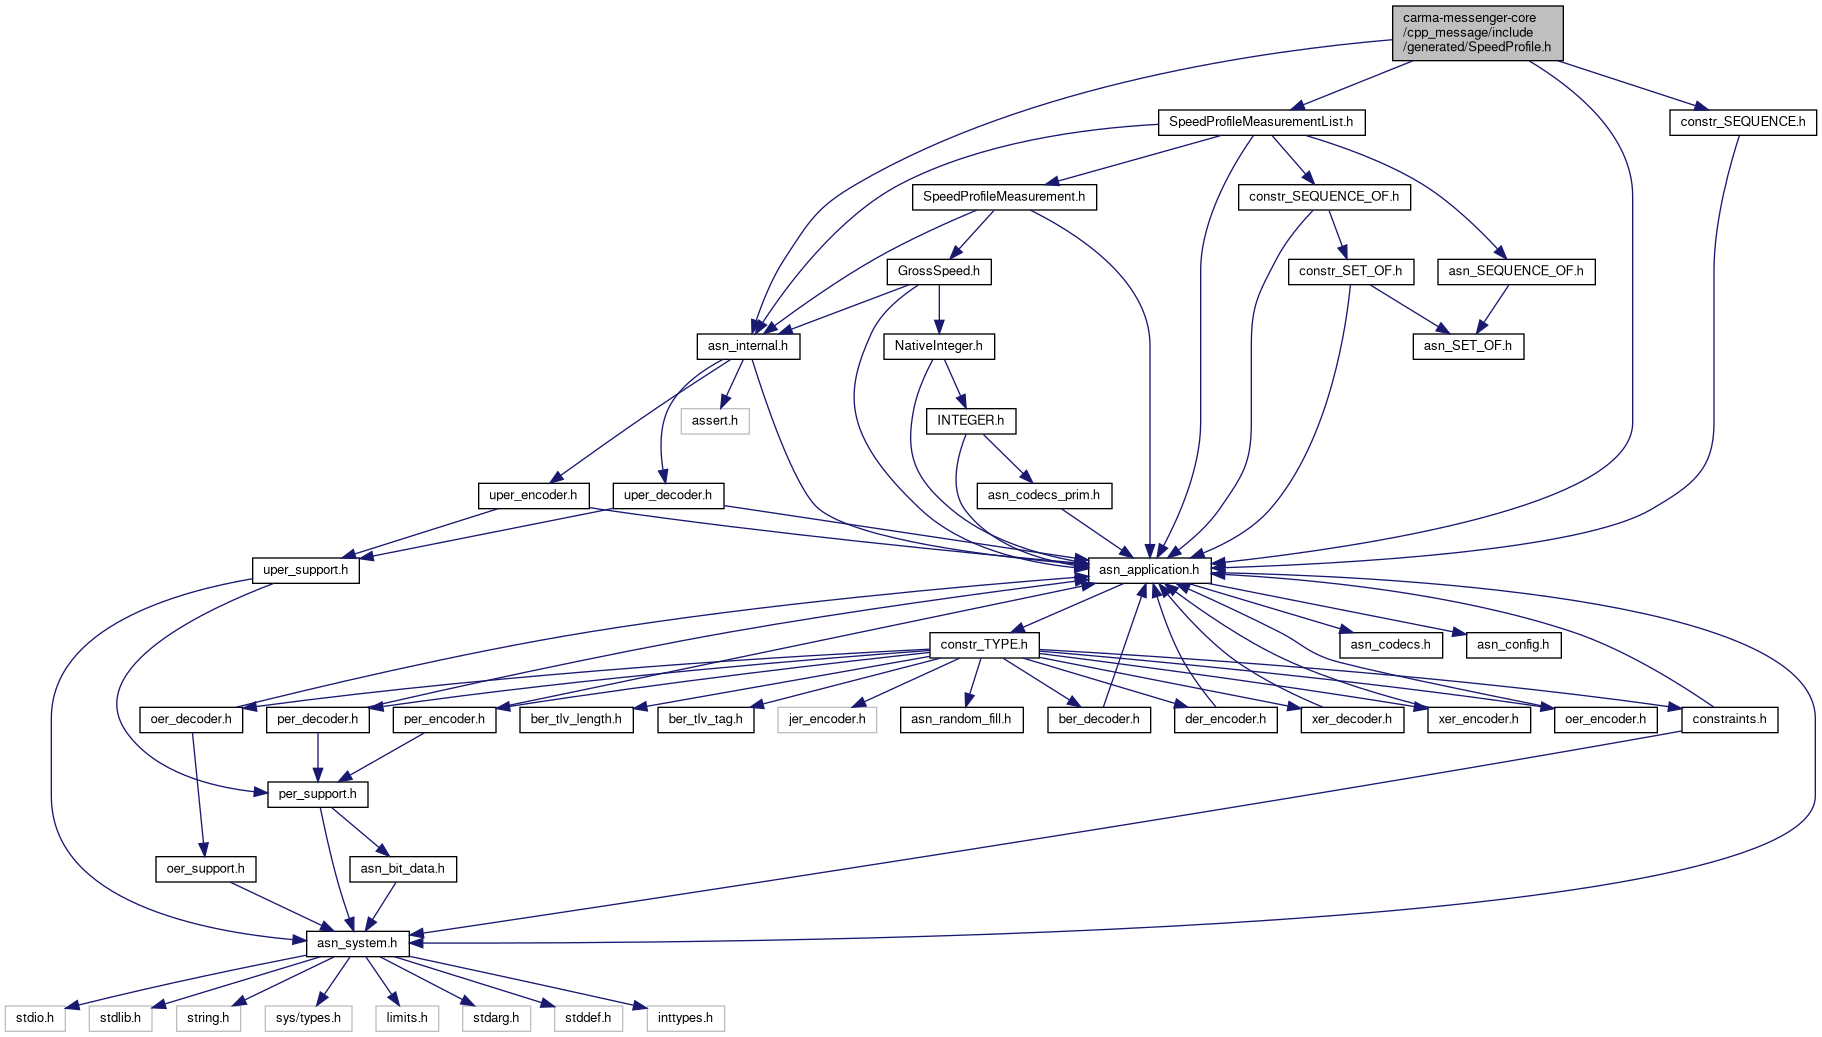 carma-messenger-core
/cpp_message/include
/generated/SpeedProfile.h
SpeedProfileMeasurementList.h
constr_SEQUENCE.h
SpeedProfileMeasurement.h
constr_SEQUENCE_OF.h
GrossSpeed.h
constr_SET_OF.h
asn_SEQUENCE_OF.h
asn_internal.h
NativeInteger.h
asn_SET_OF.h
assert.h
INTEGER.h
uper_encoder.h
uper_decoder.h
asn_codecs_prim.h
uper_support.h
asn_application.h
constr_TYPE.h
asn_codecs.h
asn_config.h
oer_decoder.h
per_decoder.h
per_encoder.h
ber_tlv_length.h
ber_tlv_tag.h
jer_encoder.h
asn_random_fill.h
ber_decoder.h
der_encoder.h
xer_decoder.h
xer_encoder.h
oer_encoder.h
constraints.h
per_support.h
oer_support.h
asn_bit_data.h
asn_system.h
stdio.h
stdlib.h
string.h
sys/types.h
limits.h
stdarg.h
stddef.h
inttypes.h